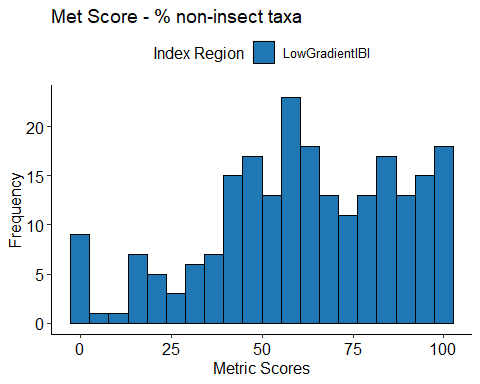 Met Score - % non-insect taxa
Index Region LowGradientIBI
Frequency
20
15
10
5
0
0 25 50 75 100
Metric Scores